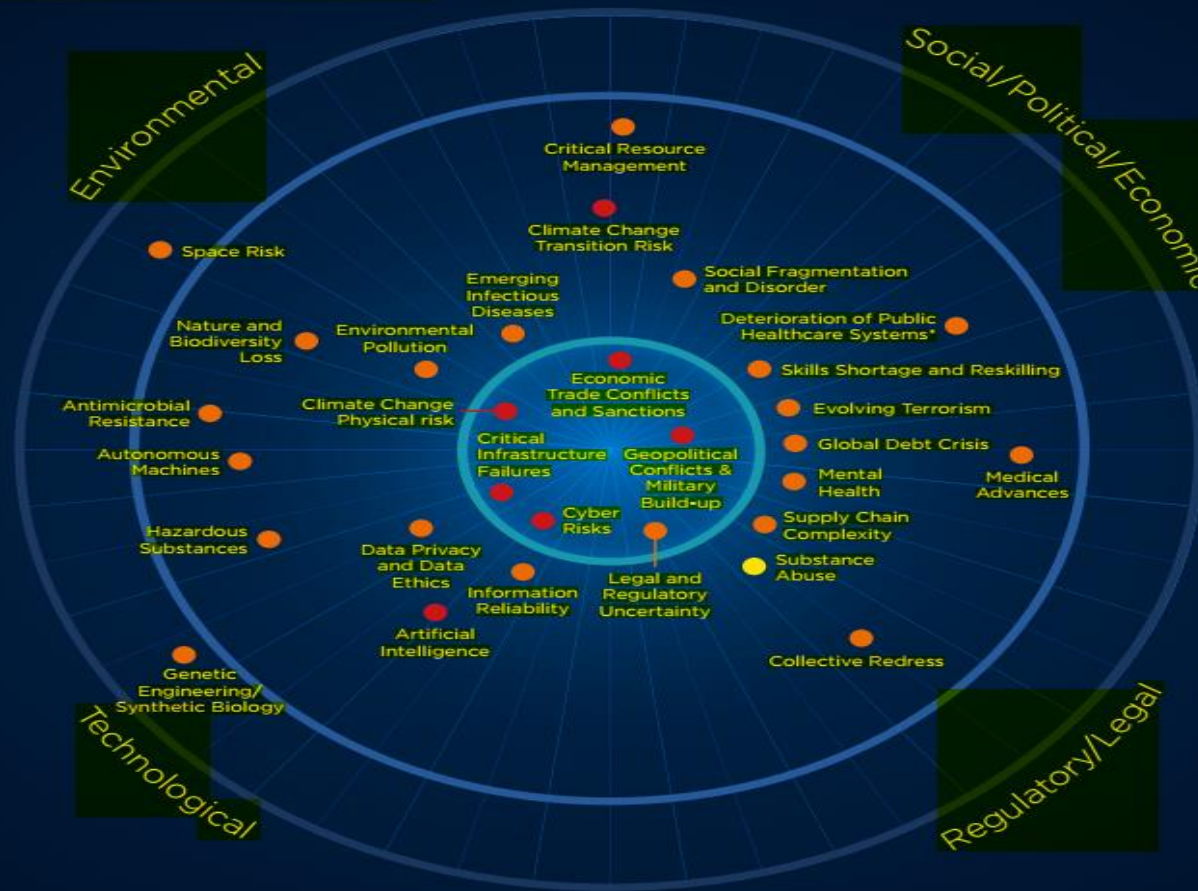 Environmental
Social/Political/Economic
Critical Resource
Management
Climate Change
Transition Risk
Space Risk
Emerging
Infectious
Diseases
Social Fragmentation
and Disorder
Nature and
Biodiversity
Loss
Environmental
Pollution
Deterioration of Public
Healthcare Systems*
Economic
Trade Conflicts
and Sanctions
Skills Shortage and Reskilling
Antimicrobial
Resistance
Climate Change
Physical risk
Evolving Terrorism
Autonomous
Machines
Critical
Infrastructure
Failures
Geopolitical
Conflicts &
Military
Build-up
Global Debt Crisis
Mental
Health
Medical
Advances
Hazardous
Substances
Cyber
Risks
Supply Chain
Complexity
Data Privacy
and Data
Ethics
Information
Reliability
Legal and
Regulatory
Uncertainty
Substance
Abuse
Artificial
Intelligence
Collective Redress
Genetic
Engineering/
Synthetic Biology
Technological
Regulatory/Legal